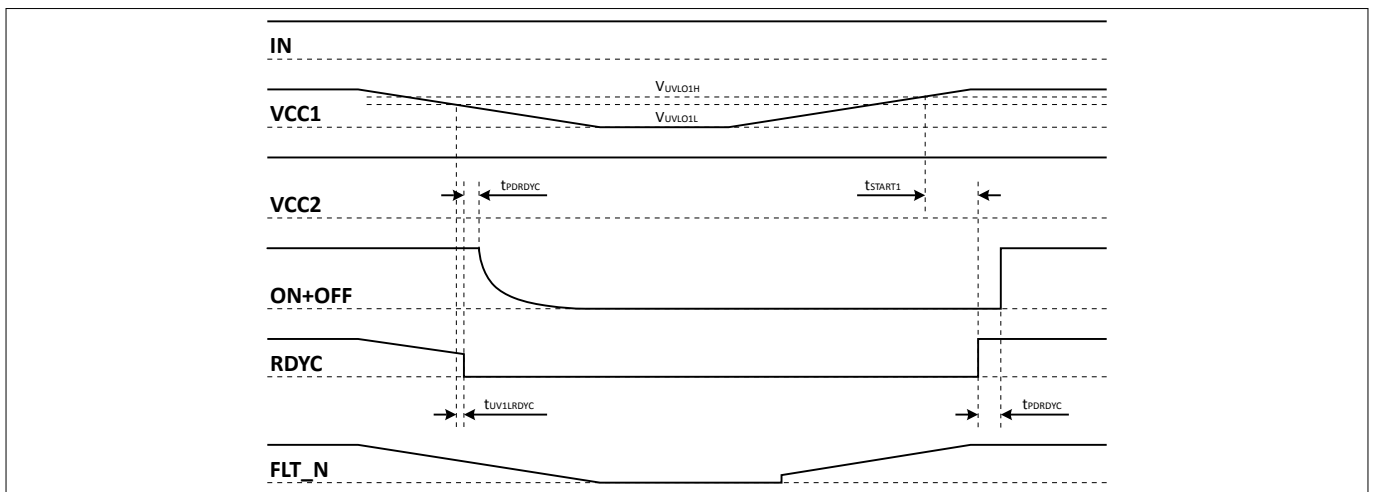 IN
VUVLO1H
VCC1
VUVLO1L
tPDRDYC
tSTART1
VCC2
ON+OFF
RDYC
tUV1LRDYC
tPDRDYC
FLT_N